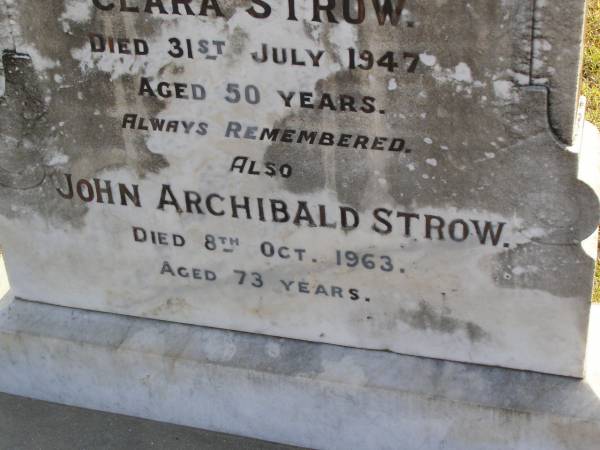 CLARA STROW.
DIED 31ST JULY 1947
AGED 50 YEARS.
ALWAYS REMEMBERED.
ALSO
JOHN ARCHIBALD STROW.
DIED 8TH OCT. 1963.
AGED 73 YEARS.